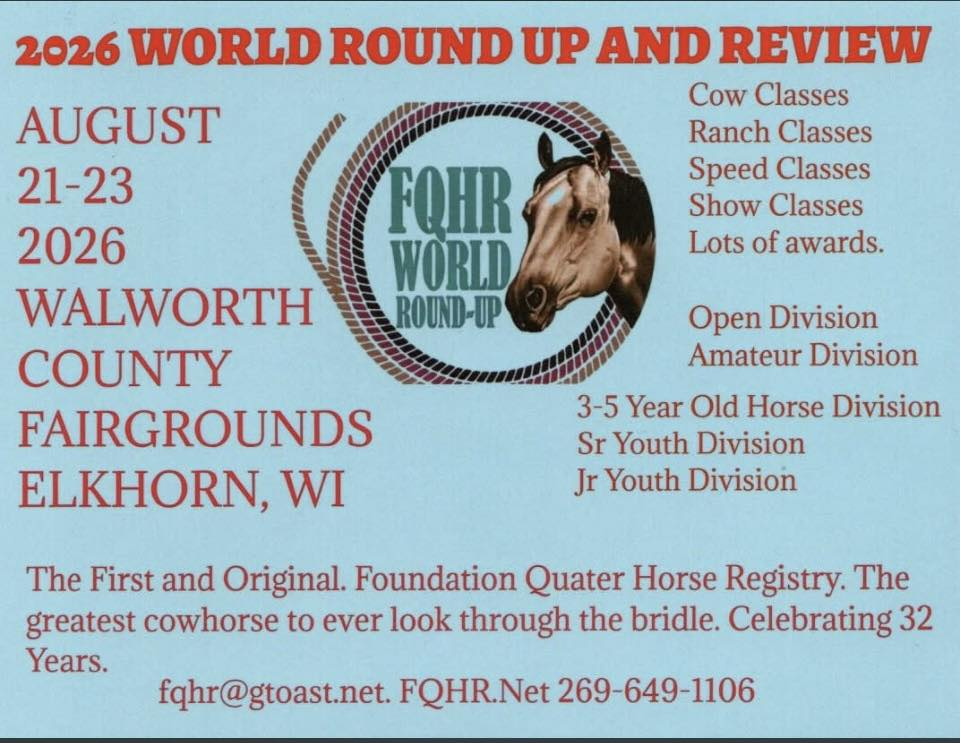 2026 WORLD ROUND UP AND REVIEW
AUGUST
21-23
2026
WALWORTH
COUNTY
FAIRGROUNDS
ELKHORN, WI
FQHR
WORLD
ROUND-UP
Cow Classes
Ranch Classes
Speed Classes
Show Classes
Lots of awards.
Open Division
Amateur Division
3-5 Year Old Horse Division
Sr Youth Division
Jr Youth Division
The First and Original. Foundation Quater Horse Registry. The
greatest cowhorse to ever look through the bridle. Celebrating 32
Years.
fqhr@gtoast.net. FQHR.Net 269-649-1106